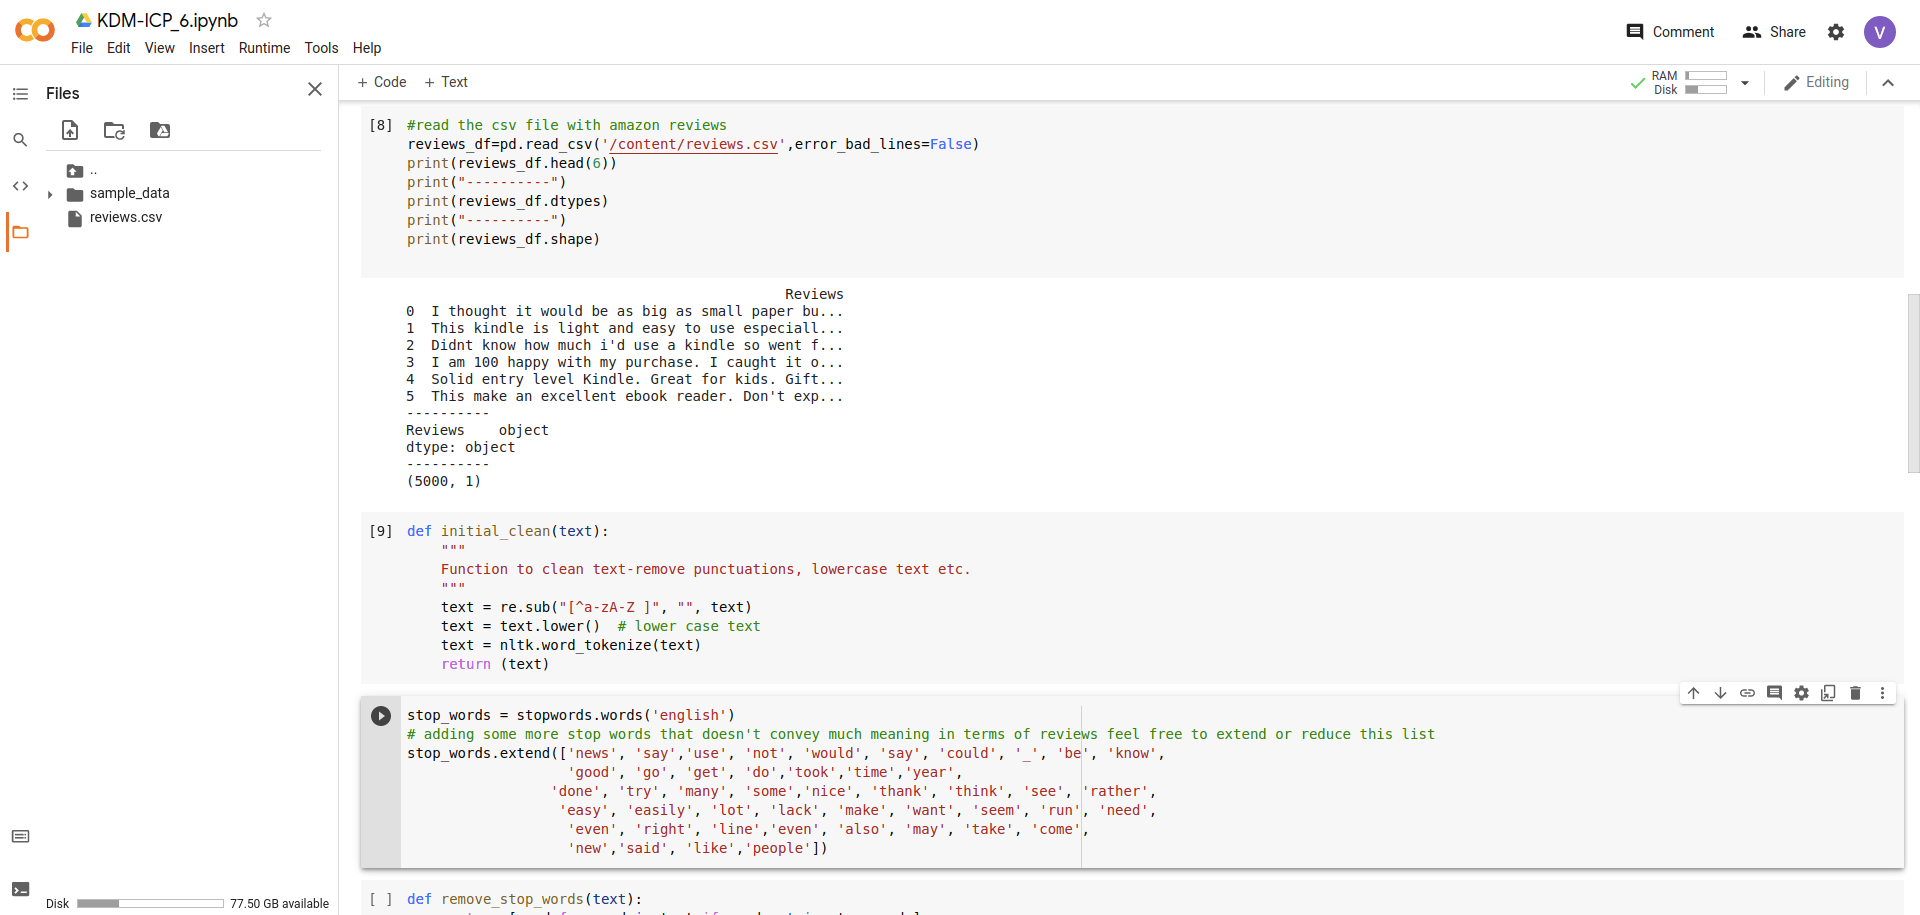 KDM-ICP_6.ipynb
File Edit View Insert Runtime Tools Help
Comment
Share
V
Files
+ Code + Text
RAM
Disk
Editing
..
sample_data
reviews.csv
[8] #read the csv file with amazon reviews
reviews_df=pd.read_csv('/content/reviews.csv',error_bad_lines=False)
print(reviews_df.head(6))
print("----------")
print(reviews_df.dtypes)
print("----------")
print(reviews_df.shape)
Reviews
0 I thought it would be as big as small paper bu...
1 This kindle is light and easy to use especiall...
2 Didnt know how much i'd use a kindle so went f...
3 I am 100 happy with my purchase. I caught it o...
4 Solid entry level Kindle. Great for kids. Gift...
5 This make an excellent ebook reader. Don't exp...
----------
Reviews object
dtype: object
----------
(5000, 1)
[9] def initial_clean(text):
"""
Function to clean text-remove punctuations, lowercase text etc.
"""
text = re.sub("[^a-zA-Z ]", "", text)
text = text.lower() # lower case text
text = nltk.word_tokenize(text)
return (text)
stop_words = stopwords.words('english')
# adding some more stop words that doesn't convey much meaning in terms of reviews feel free to extend or reduce this list
stop_words.extend(['news', 'say','use', 'not', 'would', 'say', 'could', '_', 'be', 'know',
'good', 'go', 'get', 'do','took','time','year',
'done', 'try', 'many', 'some','nice', 'thank', 'think', 'see', 'rather',
'easy', 'easily', 'lot', 'lack', 'make', 'want', 'seem', 'run', 'need',
'even', 'right', 'line','even', 'also', 'may', 'take', 'come',
'new','said', 'like','people'])
[ ] def remove_stop_words(text):
Disk 77.50 GB available